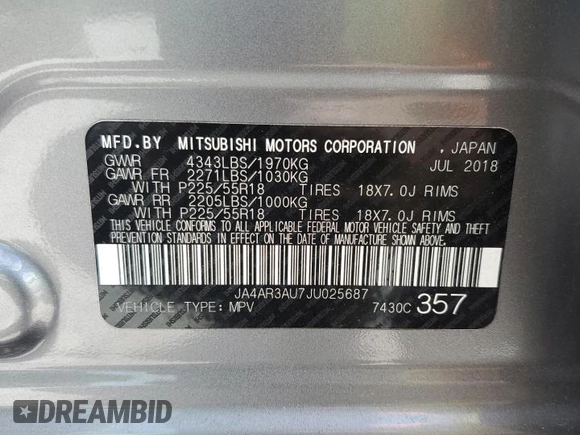 MFD.BY MITSUBISHI MOTORS CORPORATION . JAPAN
GVWR 4343LBS/1970KG JUL 2018
GAWR FR 2271LBS/1030KG
WITH P225/55R18 TIRES 18X7.0J RIMS
GAWR RR 2205LBS/1000KG
WITH P225/55R18 TIRES 18X7.0J RIMS
THIS VEHICLE CONFORMS TO ALL APPLICABLE FEDERAL MOTOR VEHICLE SAFETY AND THEFT
PREVENTION STANDARDS IN EFFECT ON THE DATE OF MANUFACTURE SHOWN ABOVE.
JA4AR3AU7JU025687
VEHICLE TYPE: MPV 7430C 357
DREAMBID